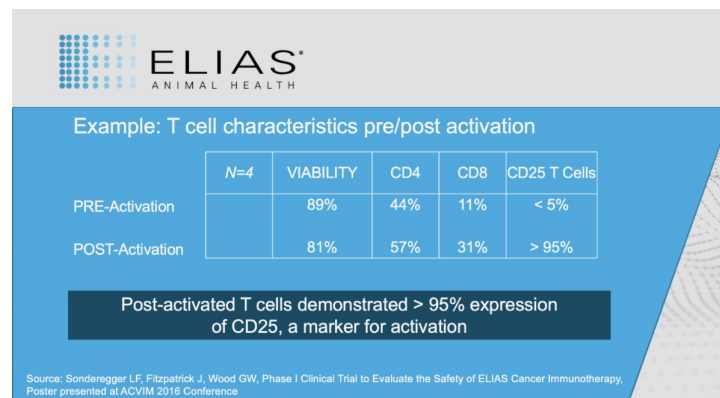 ELIAS
ANIMAL HEALTH
Example: T cell characteristics pre/post activation
N=4 VIABILITY CD4 CD8 CD25 T Cells
PRE-Activation 89% 44% 11% < 5%
POST-Activation 81% 57% 31% > 95%
Post-activated T cells demonstrated > 95% expression
of CD25, a marker for activation
Source: Sonderegger LF, Fitzpatrick J, Wood GW, Phase I Clinical Trial to Evaluate the Safety of ELIAS Cancer Immunotherapy,
Poster presented at ACVIM 2016 Conference